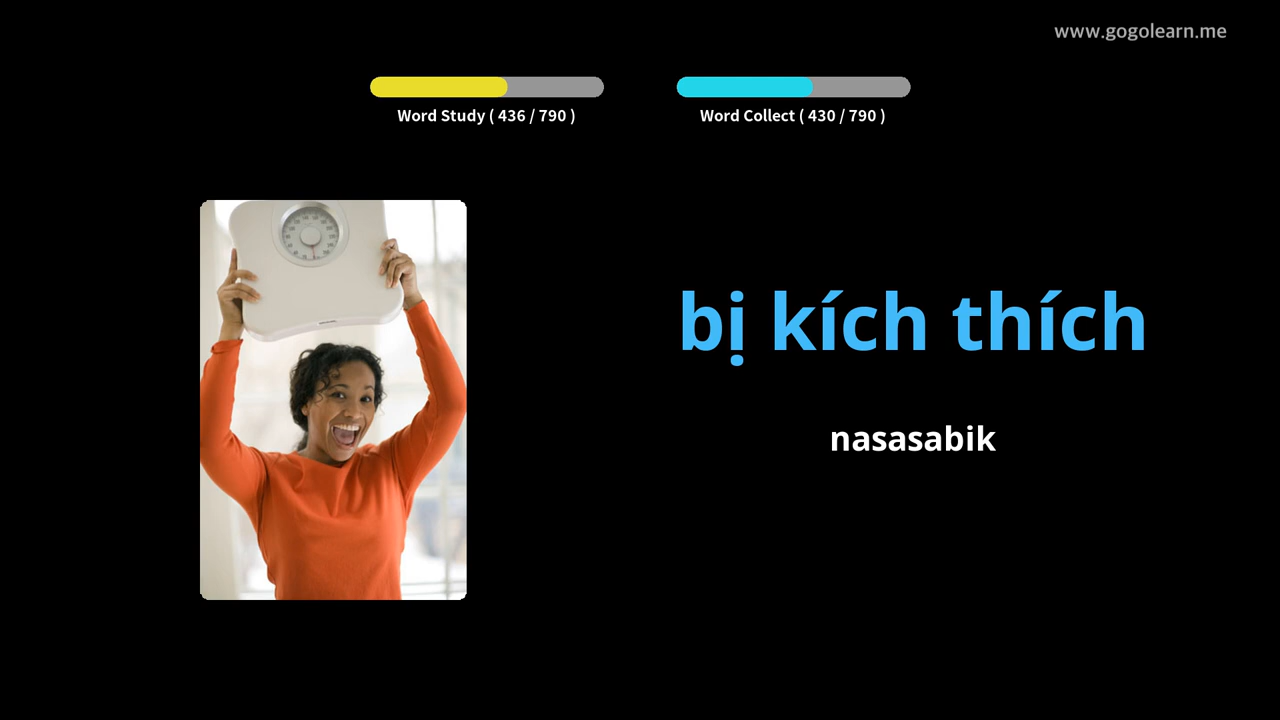 www.gogolearn.me
Word Study ( 436 / 790 )
Word Collect ( 430 / 790 )
bị kích thích
nasasabik